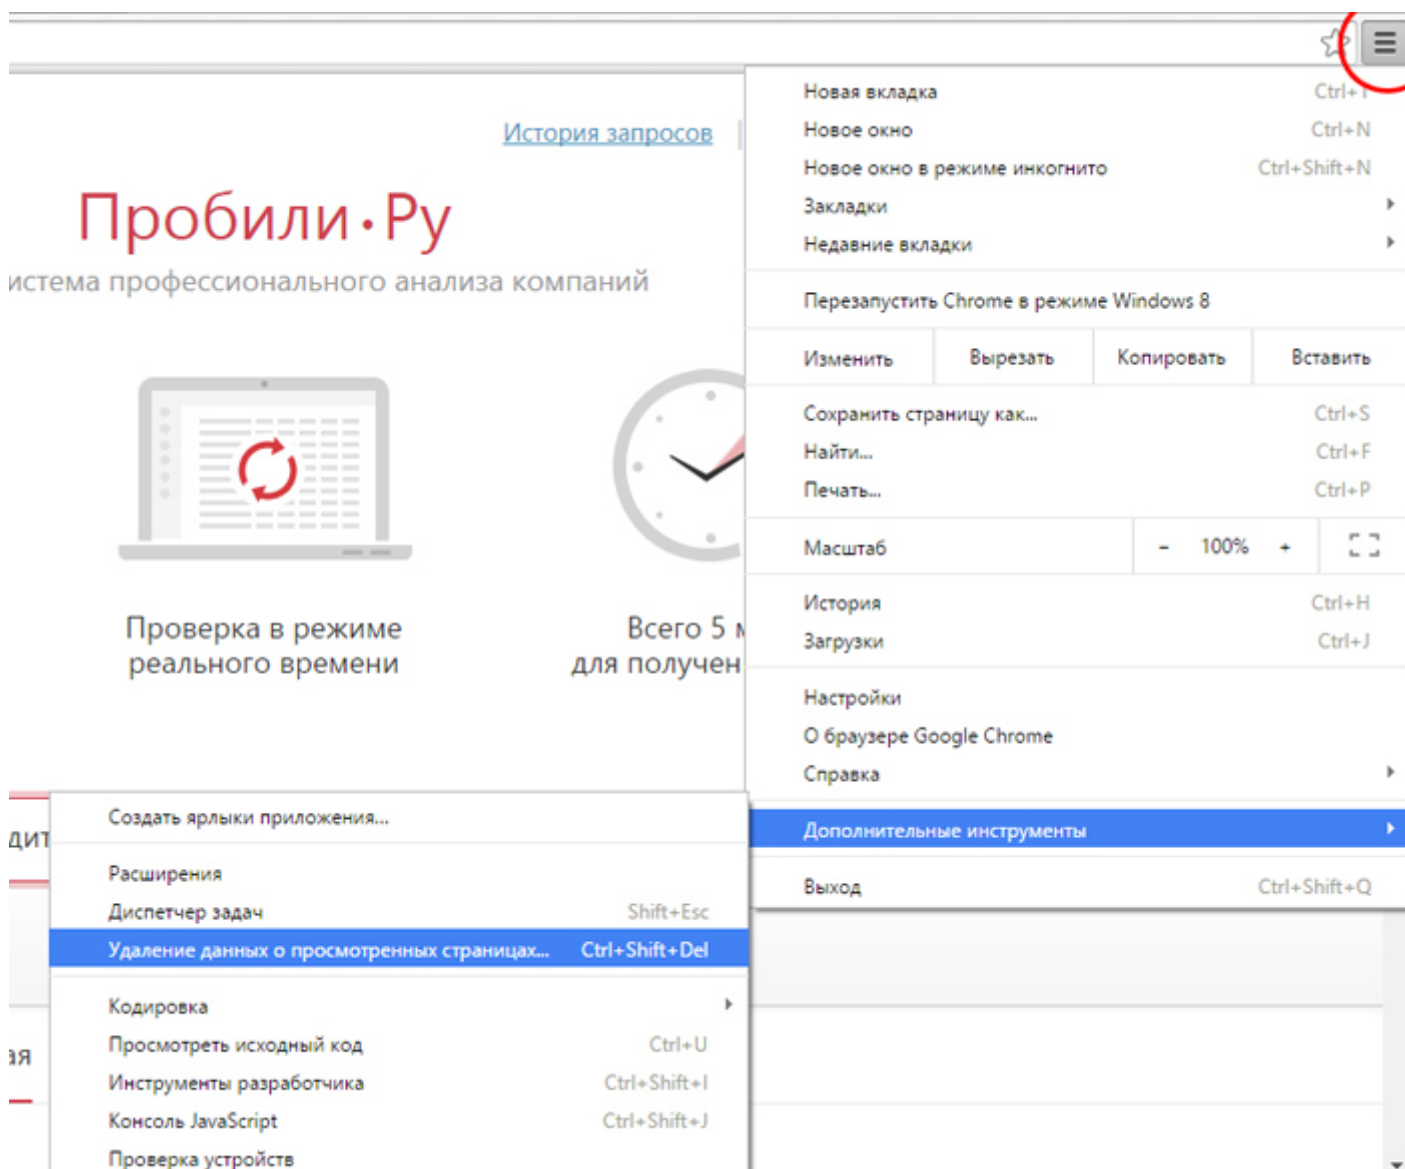 История запросов
Пробили.Ру
истема профессионального анализа компаний
Проверка в режиме
реального времени
Всего 5
для получен
Новая вкладка Ctrl+T
Новое окно Ctrl+N
Новое окно в режиме инкогнито Ctrl+Shift+N
Закладки
Недавние вкладки
Перезапустить Chrome в режиме Windows 8
Изменить Вырезать Копировать Вставить
Сохранить страницу как... Ctrl+S
Найти... Ctrl+F
Печать... Ctrl+P
Масштаб - 100% +
История Ctrl+H
Загрузки Ctrl+J
Настройки
О браузере Google Chrome
Справка
Дополнительные инструменты
Выход Ctrl+Shift+Q
дит
ая
Создать ярлыки приложения...
Расширения
Диспетчер задач Shift+Esc
Удаление данных о просмотренных страницах... Ctrl+Shift+Del
Кодировка
Просмотреть исходный код Ctrl+U
Инструменты разработчика Ctrl+Shift+I
Консоль JavaScript Ctrl+Shift+J
Проверка устройств